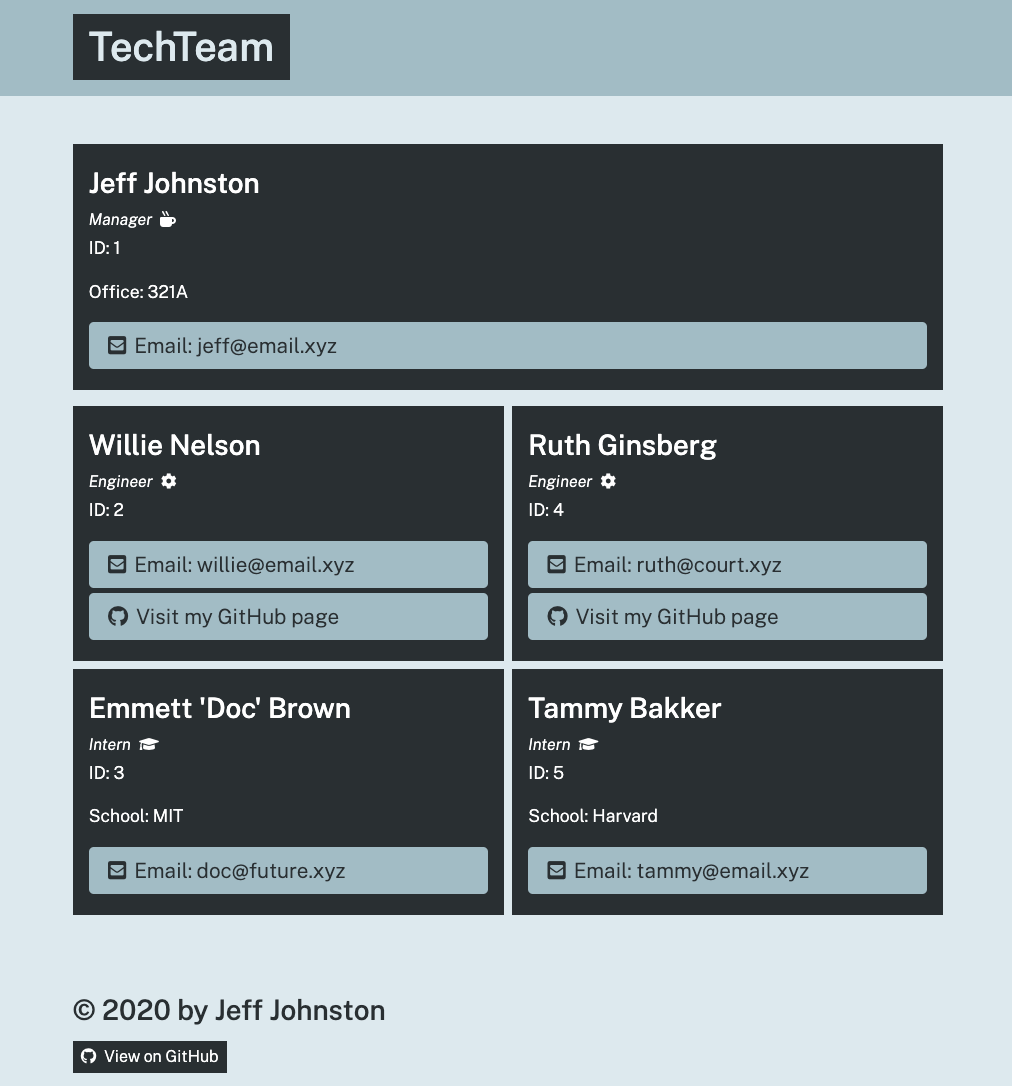 TechTeam
Jeff Johnston
Manager
ID: 1
Office: 321A
Email: jeff@email.xyz
Willie Nelson
Engineer
ID: 2
Email: willie@email.xyz
Visit my GitHub page
Ruth Ginsberg
Engineer
ID: 4
Email: ruth@court.xyz
Visit my GitHub page
Emmett 'Doc' Brown
Intern
ID: 3
School: MIT
Email: doc@future.xyz
Tammy Bakker
Intern
ID: 5
School: Harvard
Email: tammy@email.xyz
© 2020 by Jeff Johnston
View on GitHub